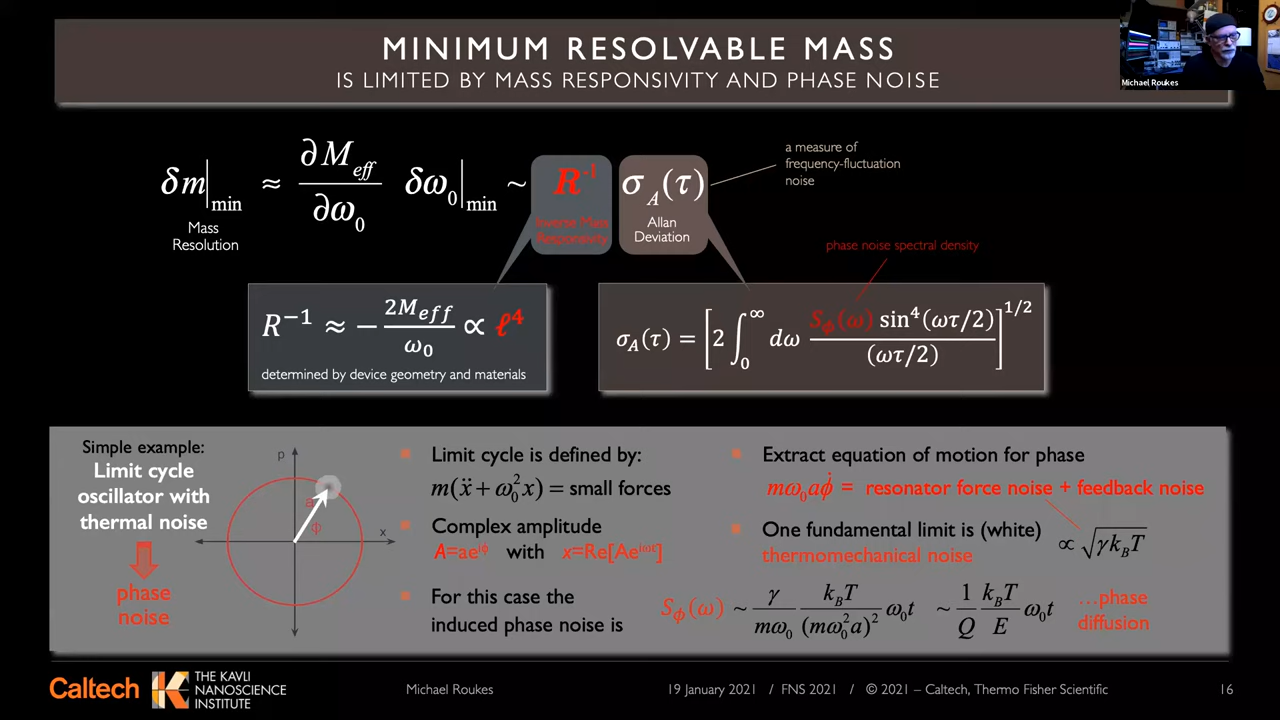 MINIMUM RESOLVABLE MASS
IS LIMITED BY MASS RESPONSIVITY AND PHASE NOISE
Michael Roukes
δm|min ≈ ∂Meff/∂ω0 δω0|min ~ R-1 σA(τ)
Mass
Resolution
Inverse Mass
Responsivity
Allan
Deviation
a measure of
frequency-fluctuation
noise
phase noise spectral density
R−1 ≈ − 2Meff/ω0 ∝ ℓ4
determined by device geometry and materials
σA(τ) = [2 ∫0∞ dω Sϕ(ω) sin4(ωτ/2)/(ωτ/2)]1/2
Simple example:
Limit cycle
oscillator with
thermal noise
phase
noise
p
a
ϕ
x
Limit cycle is defined by:
m(ẍ + ω02x) = small forces
Complex amplitude
A=aeiϕ with x=Re[Aeiωt]
For this case the
induced phase noise is
Extract equation of motion for phase
mω0aϕ̇ = resonator force noise + feedback noise
One fundamental limit is (white)
thermomechanical noise
∝ √γkBT
Sϕ(ω) ~ γ/mω0 kBT/(mω02a)2 ω0t ~ 1/Q kBT/E ω0t
…phase
diffusion
Caltech
THE KAVLI
NANOSCIENCE
INSTITUTE
Michael Roukes
19 January 2021 / FNS 2021 / © 2021 – Caltech, Thermo Fisher Scientific
16